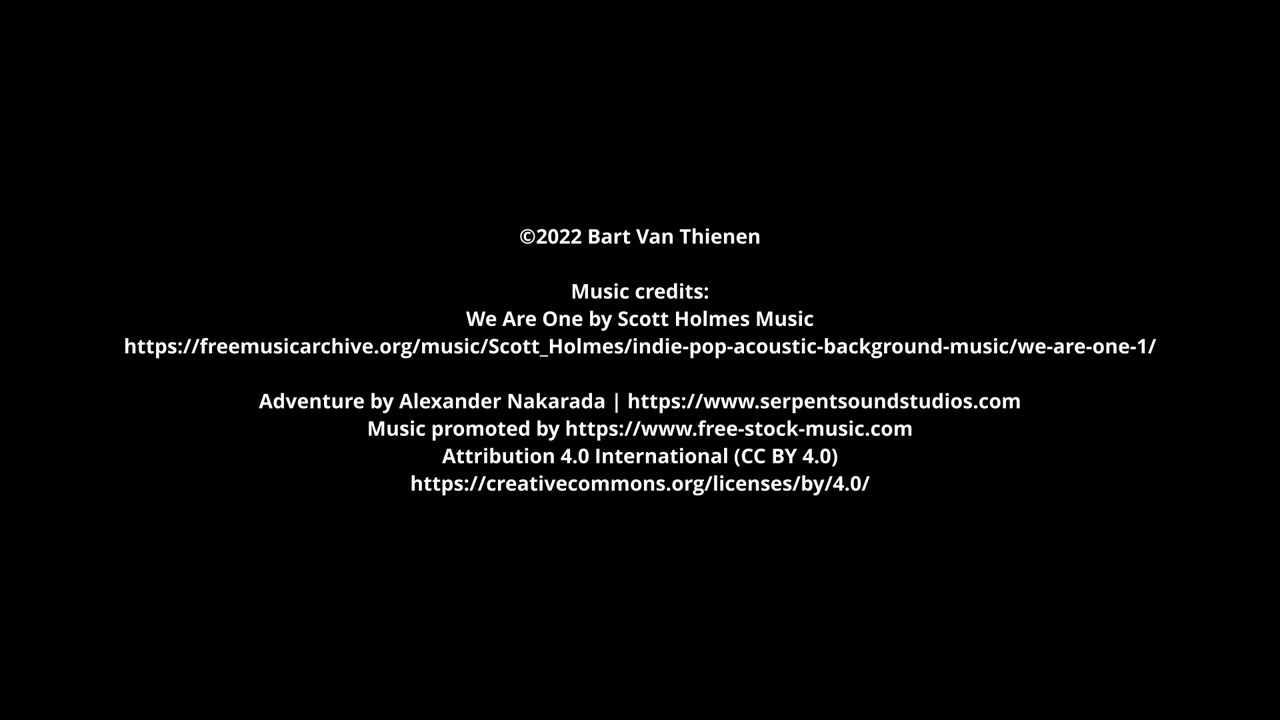 ©2022 Bart Van Thienen
Music credits:
We Are One by Scott Holmes Music
https://freemusicarchive.org/music/Scott_Holmes/indie-pop-acoustic-background-music/we-are-one-1/
Adventure by Alexander Nakarada | https://www.serpentsoundstudios.com
Music promoted by https://www.free-stock-music.com
Attribution 4.0 International (CC BY 4.0)
https://creativecommons.org/licenses/by/4.0/